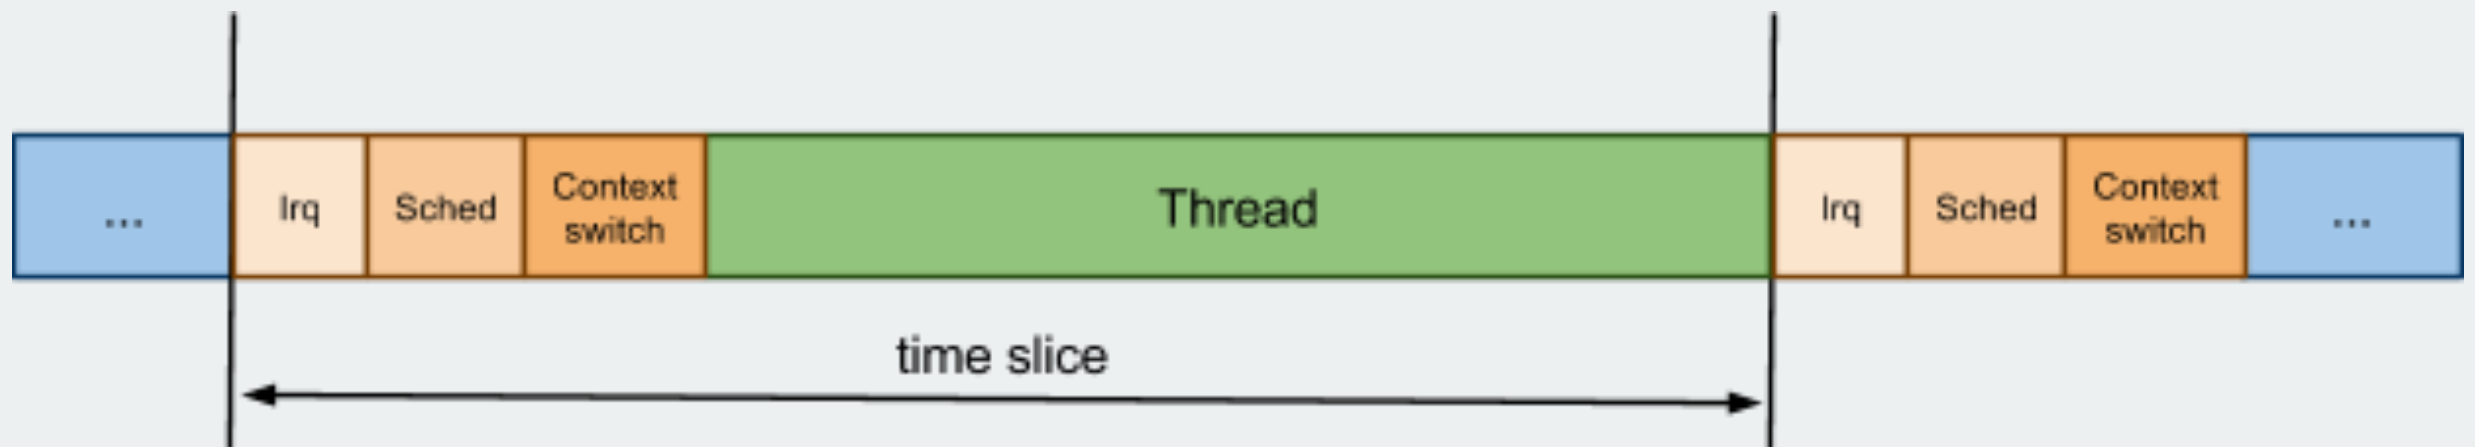 ...
Irq
Sched
Context
switch
Thread
Irq
Sched
Context
switch
...
time slice